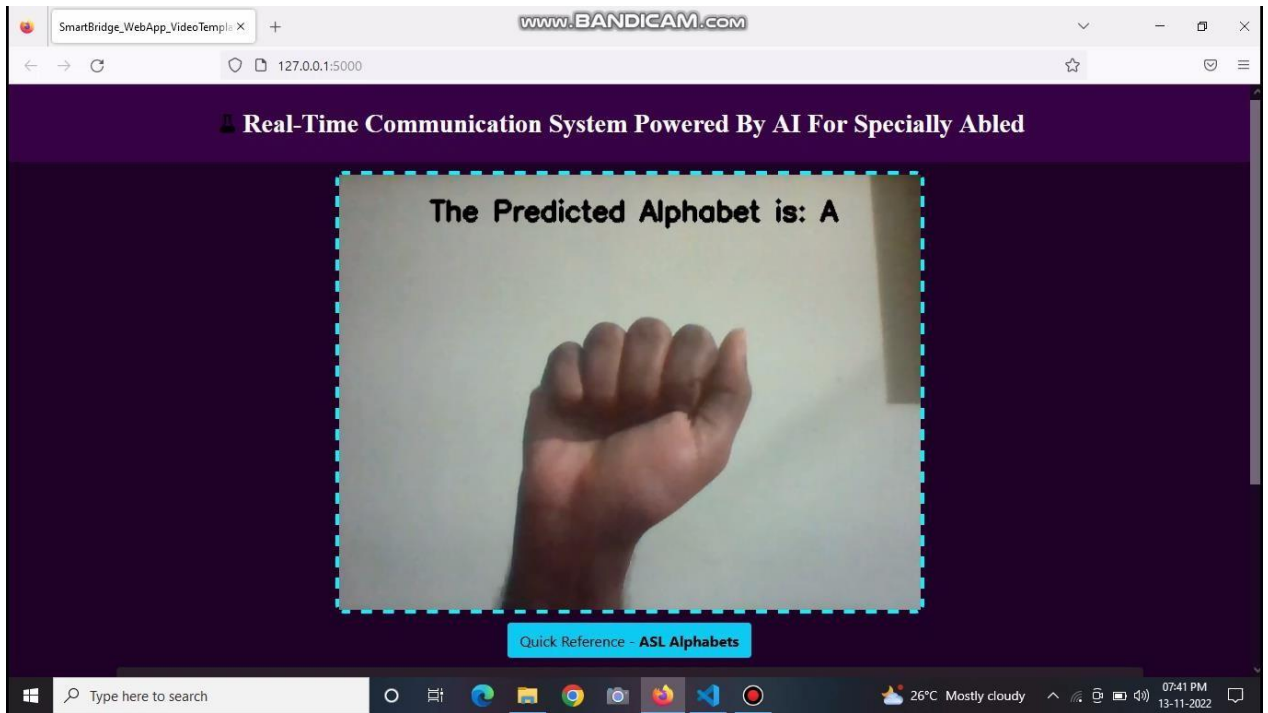 www.BANDICAM.com
SmartBridge_WebApp_VideoTempla
127.0.0.1:5000
Real-Time Communication System Powered By AI For Specially Abled
The Predicted Alphabet is: A
Quick Reference - ASL Alphabets
Type here to search
26°C Mostly cloudy
07:41 PM
13-11-2022